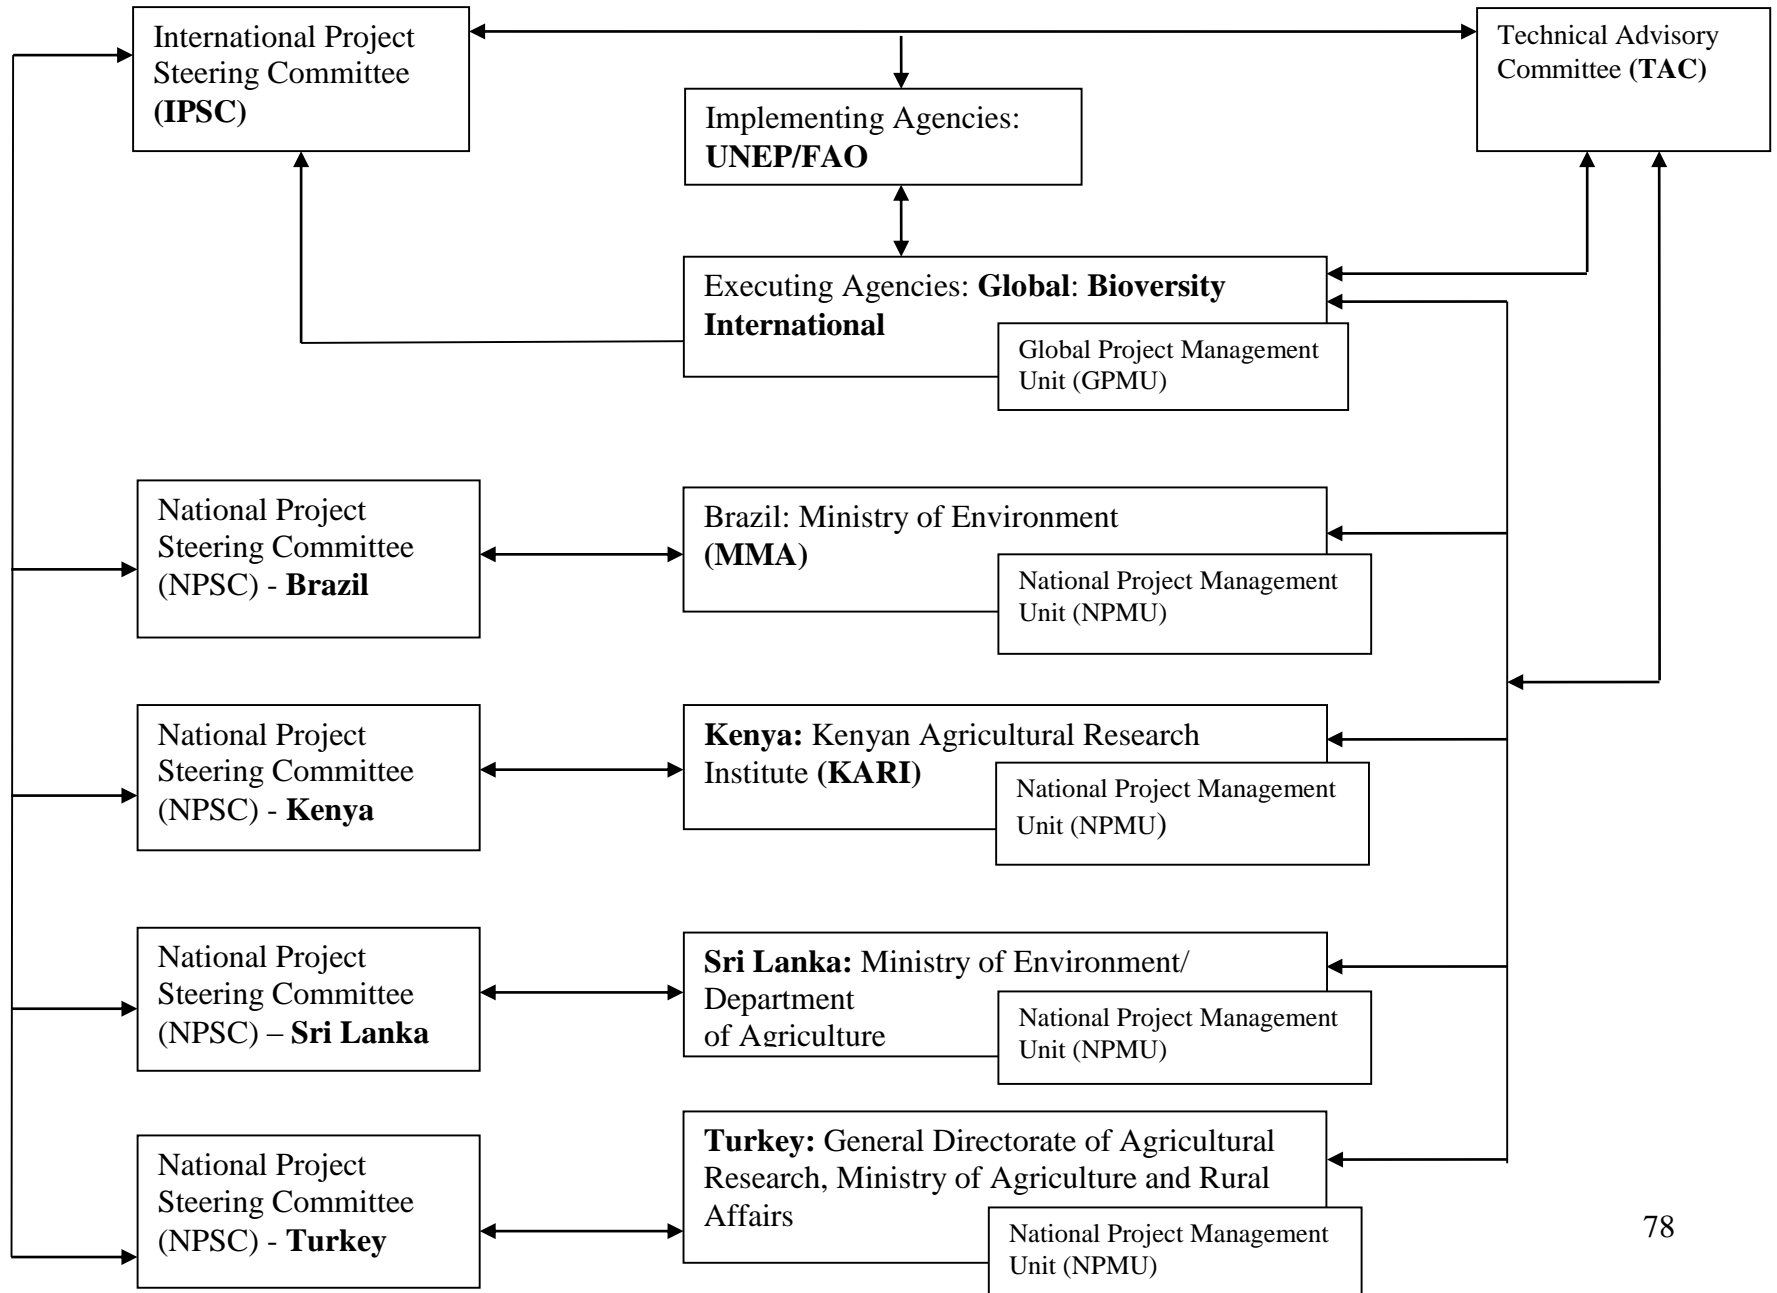 International Project
Steering Committee
(IPSC)
Technical Advisory
Committee (TAC)
Implementing Agencies:
UNEP/FAO
Executing Agencies: Global: Bioversity
International
Global Project Management
Unit (GPMU)
National Project
Steering Committee
(NPSC) - Brazil
Brazil: Ministry of Environment
(MMA)
National Project Management
Unit (NPMU)
National Project
Steering Committee
(NPSC) - Kenya
Kenya: Kenyan Agricultural Research
Institute (KARI)
National Project Management
Unit (NPMU)
National Project
Steering Committee
(NPSC) – Sri Lanka
Sri Lanka: Ministry of Environment/
Department
of Agriculture
National Project Management
Unit (NPMU)
National Project
Steering Committee
(NPSC) - Turkey
Turkey: General Directorate of Agricultural
Research, Ministry of Agriculture and Rural
Affairs
National Project Management
Unit (NPMU)
78